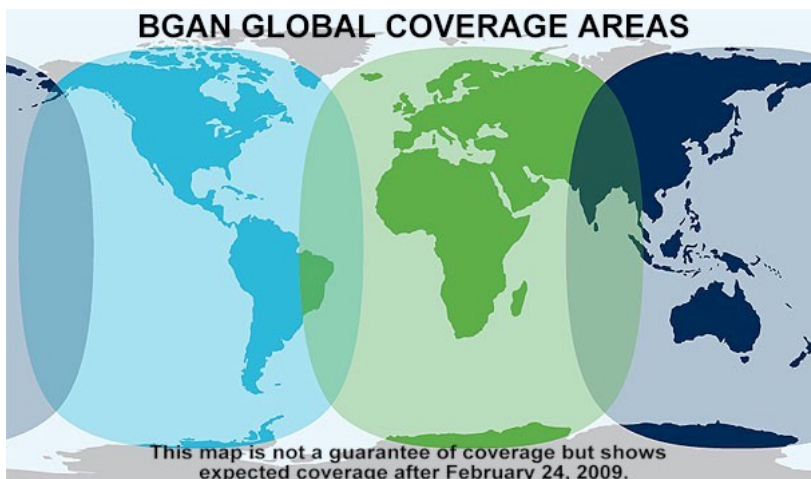 BGAN GLOBAL COVERAGE AREAS
This map is not a guarantee of coverage but shows
expected coverage after February 24, 2009.